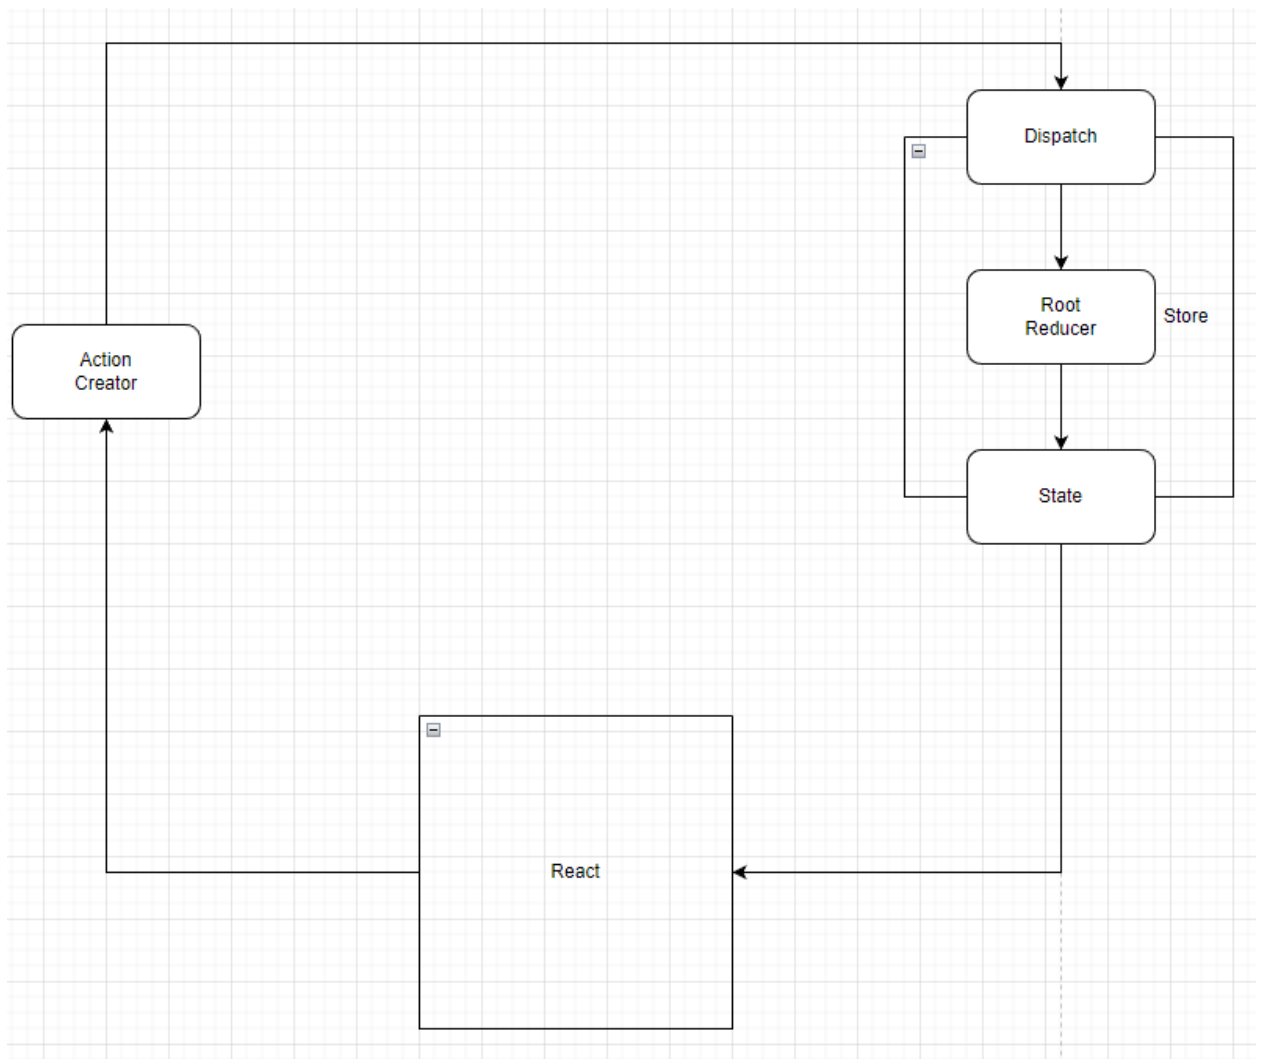 Dispatch
Root
Reducer
Store
Action
Creator
State
React